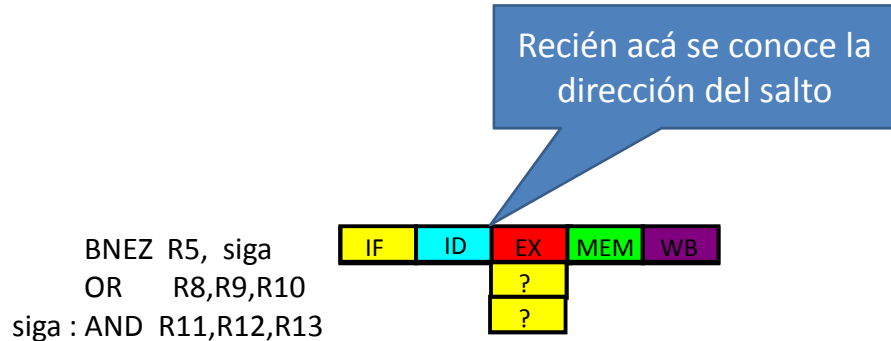 Recién acá se conoce la
dirección del salto
BNEZ R5, siga IF ID EX MEM WB
OR R8,R9,R10 ?
siga : AND R11,R12,R13 ?